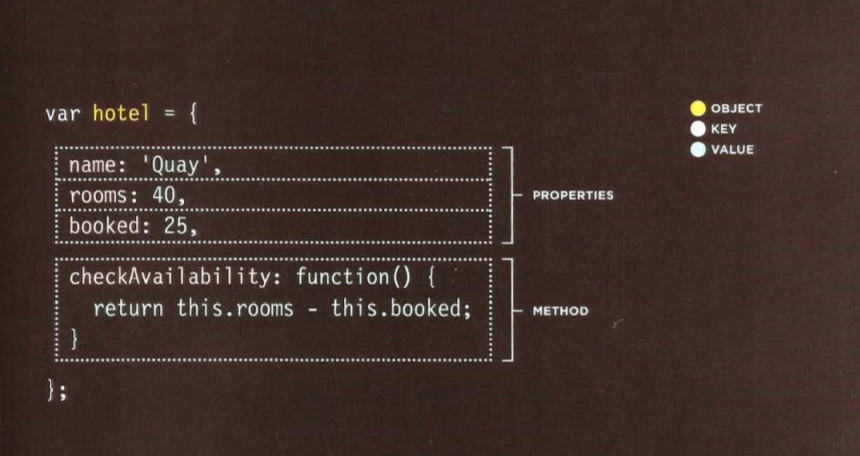 var hotel = {
name: 'Quay',
rooms: 40,
booked: 25,
checkAvailability: function() {
return this.rooms - this.booked;
}
};
OBJECT
KEY
VALUE
PROPERTIES
METHOD